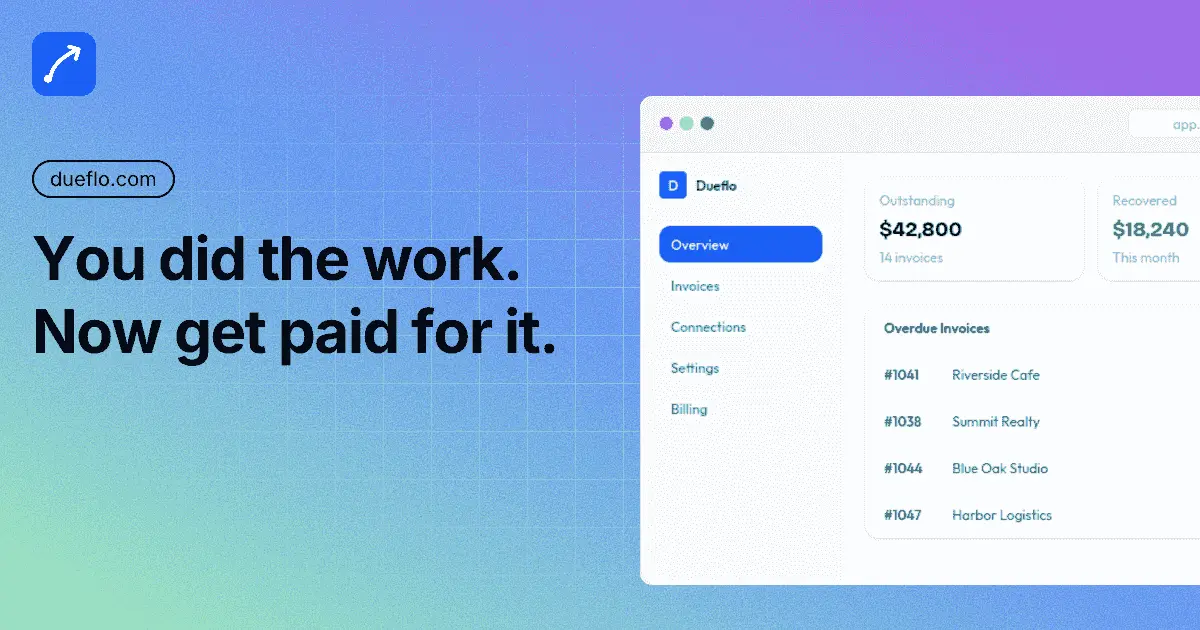 dueflo.com
You did the work.
Now get paid for it.
app.
D Dueflo
Overview
Invoices
Connections
Settings
Billing
Outstanding
$42,800
14 invoices
Recovered
$18,240
This month
Overdue Invoices
#1041 Riverside Cafe
#1038 Summit Realty
#1044 Blue Oak Studio
#1047 Harbor Logistics